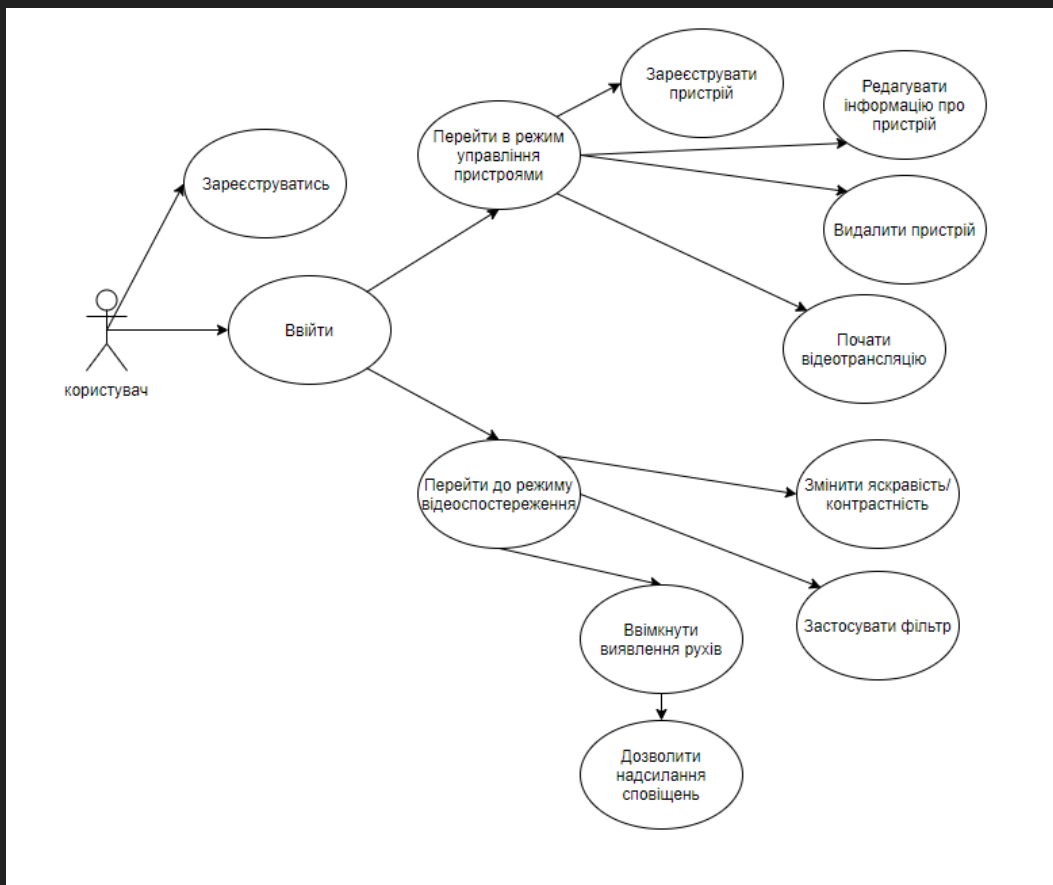 Зареєструвати
пристрій
Редагувати
інформацію про
пристрій
Перейти в режим
управління
пристроями
Зареєструватись
Видалити пристрій
Ввійти
Почати
відеотрансляцію
користувач
Перейти до режиму
відеоспостереження
Змінити яскравість/
контрастність
Застосувати фільтр
Ввімкнути
виявлення рухів
Дозволити
надсилання
сповіщень